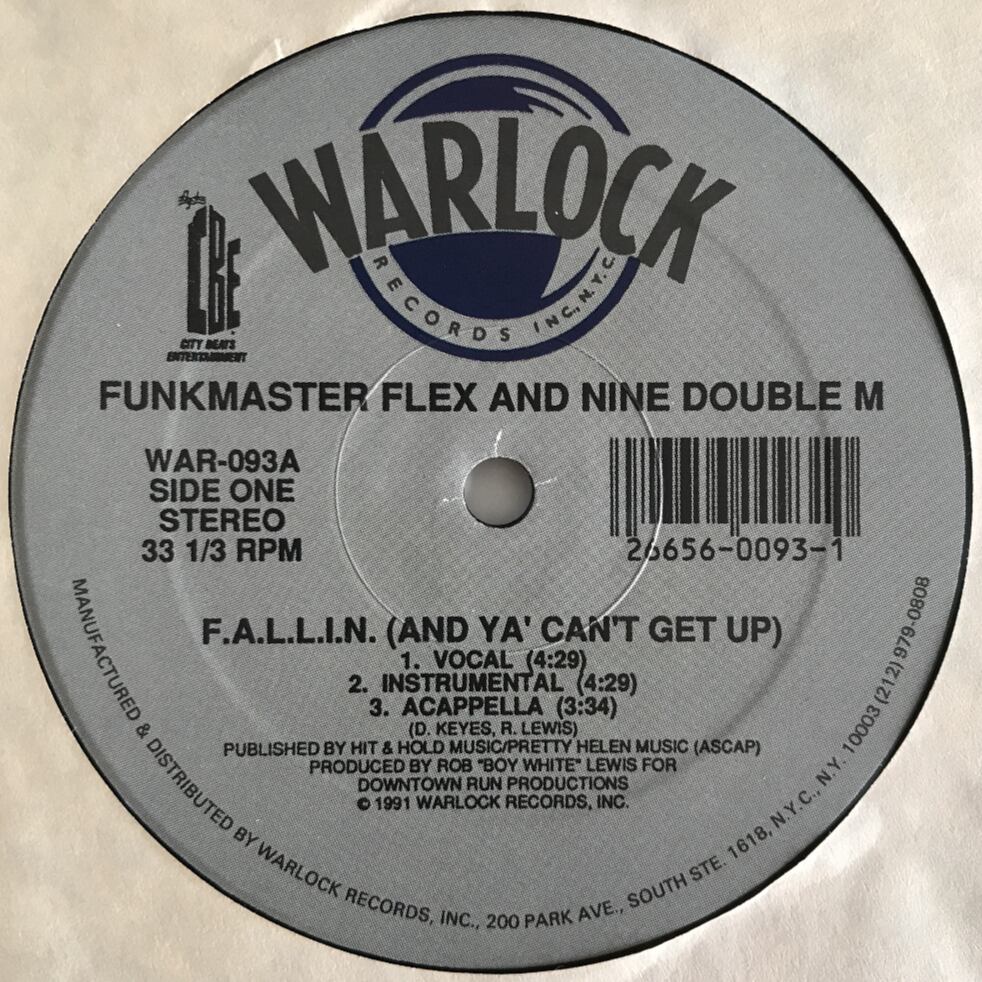 WARLOCK
RECORDS INC., N.Y.C.
CBE
CITY BEATS
ENTERTAINMENT
FUNKMASTER FLEX AND NINE DOUBLE M
WAR-093A
SIDE ONE
STEREO
33 1/3 RPM
26656-0093-1
F.A.L.L.I.N. (AND YA' CAN'T GET UP)
1. VOCAL (4:29)
2. INSTRUMENTAL (4:29)
3. ACAPPELLA (3:34)
(D. KEYES, R. LEWIS)
PUBLISHED BY HIT & HOLD MUSIC/PRETTY HELEN MUSIC (ASCAP)
PRODUCED BY ROB "BOY WHITE" LEWIS FOR
DOWNTOWN RUN PRODUCTIONS
© 1991 WARLOCK RECORDS, INC.
MANUFACTURED & DISTRIBUTED BY WARLOCK RECORDS, INC., 200 PARK AVE., SOUTH STE. 1618, N.Y.C., N.Y. 10003 (212) 979-0808